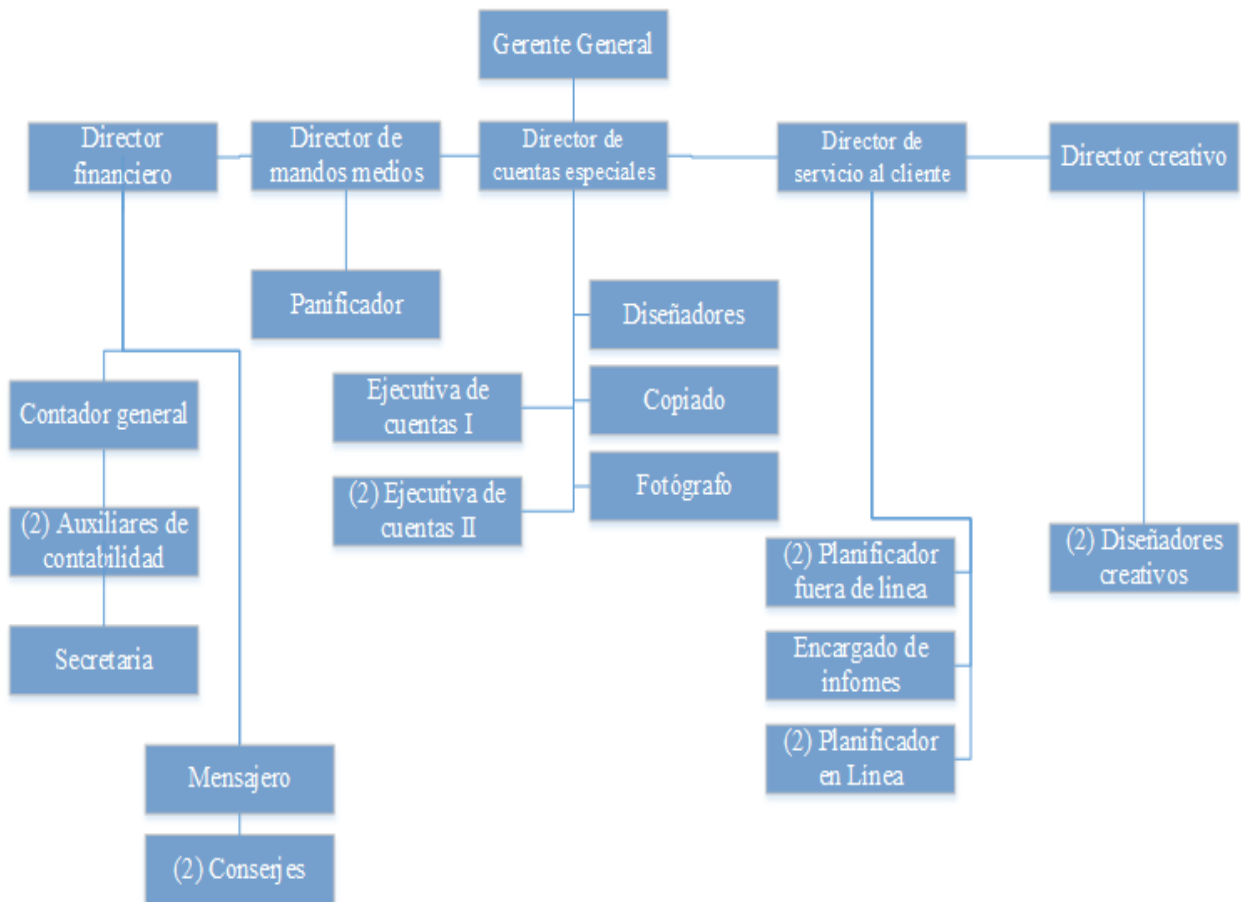 Gerente General
Director
financiero
Director de
mandos medios
Director de
cuentas especiales
Director de
servicio al cliente
Director creativo
Panificador
Diseñadores
Ejecutiva de
cuentas I
Copiado
Contador general
(2) Ejecutiva de
cuentas II
Fotógrafo
(2) Auxiliares de
contabilidad
(2) Planificador
fuera de linea
(2) Diseñadores
creativos
Secretaria
Encargado de
infomes
(2) Planificador
en Línea
Mensajero
(2) Conserjes